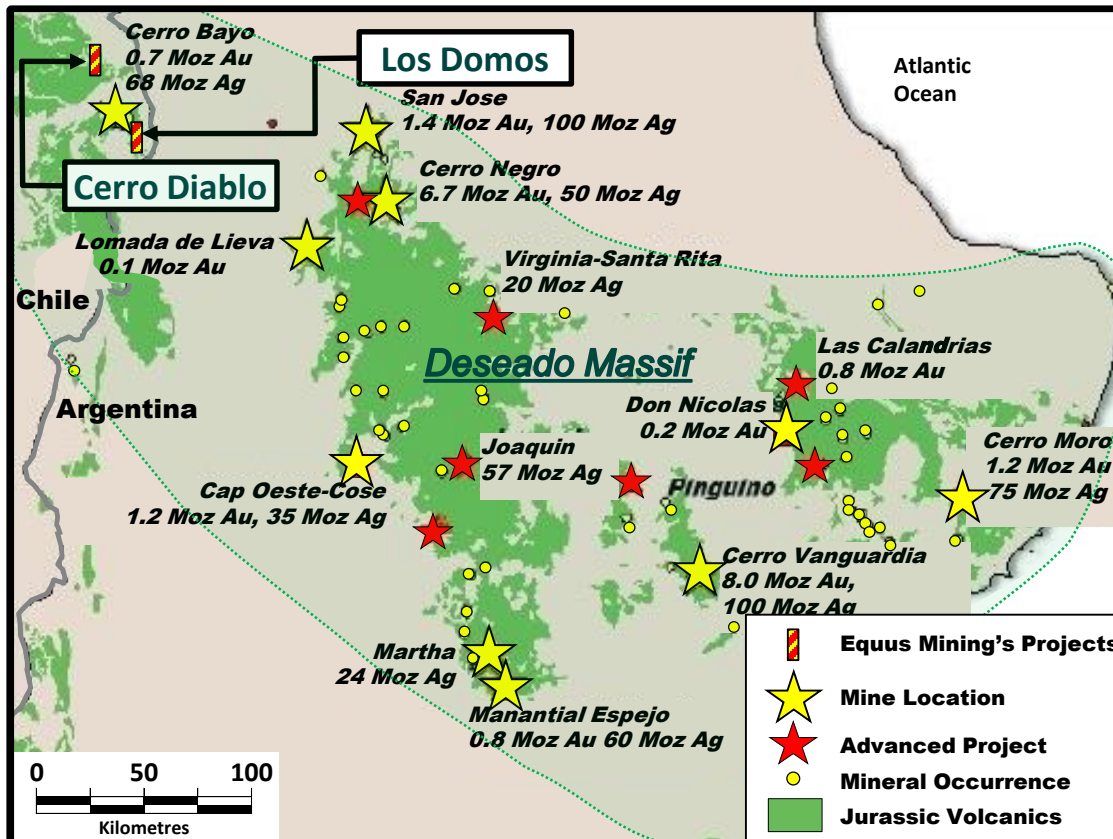 Cerro Bayo
0.7 Moz Au
68 Moz Ag
Los Domos
Atlantic
Ocean
San Jose
1.4 Moz Au, 100 Moz Ag
Cerro Diablo
Cerro Negro
6.7 Moz Au, 50 Moz Ag
Lomada de Lieva
0.1 Moz Au
Virginia-Santa Rita
20 Moz Ag
Chile
Deseado Massif
Las Calandrias
0.8 Moz Au
Argentina
Don Nicolas
0.2 Moz Au
Cerro Moro
1.2 Moz Au
75 Moz Ag
Joaquin
57 Moz Ag
Pinguino
Cap Oeste-Cose
1.2 Moz Au, 35 Moz Ag
Cerro Vanguardia
8.0 Moz Au,
100 Moz Ag
Martha
24 Moz Ag
Manantial Espejo
0.8 Moz Au 60 Moz Ag
Equus Mining's Projects
Mine Location
Advanced Project
Mineral Occurrence
Jurassic Volcanics
0 50 100
Kilometres